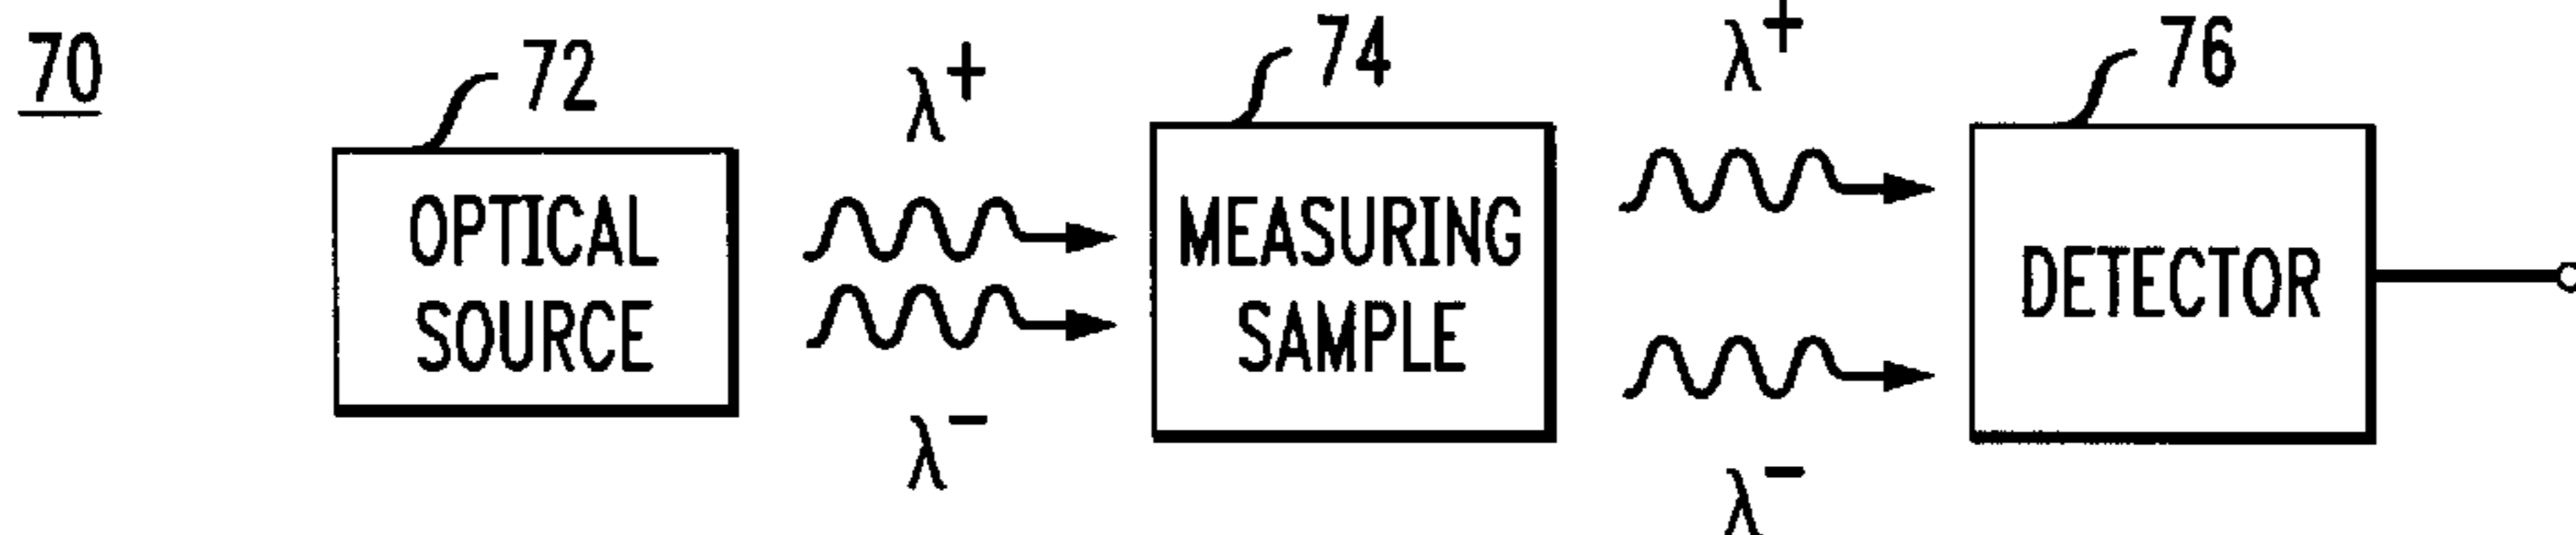 70
72
74
76
λ+
λ+
OPTICAL
SOURCE
MEASURING
SAMPLE
DETECTOR
λ-
λ-